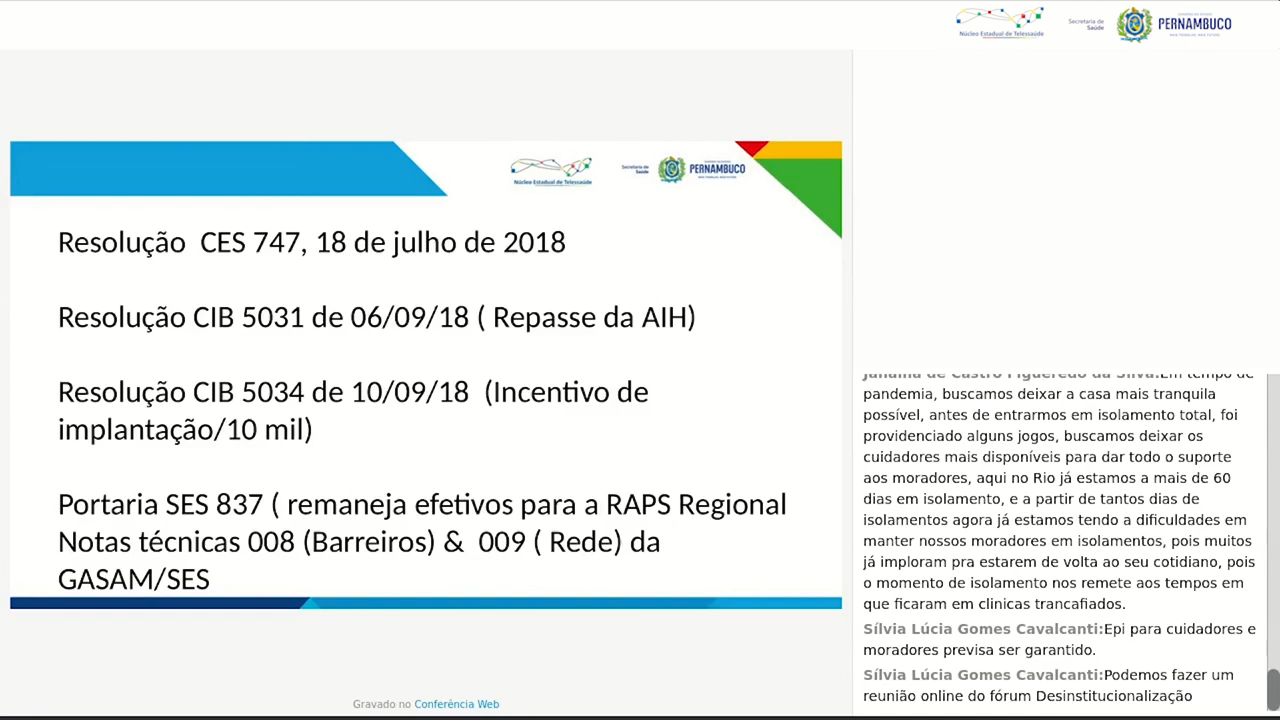 Núcleo Estadual de Telessaúde
Secretaria de
Saúde
PERNAMBUCO
Núcleo Estadual de Telessaúde
Secretaria de
Saúde
PERNAMBUCO
Resolução CES 747, 18 de julho de 2018
Resolução CIB 5031 de 06/09/18 ( Repasse da AIH)
Resolução CIB 5034 de 10/09/18 (Incentivo de
implantação/10 mil)
Portaria SES 837 ( remaneja efetivos para a RAPS Regional
Notas técnicas 008 (Barreiros) & 009 ( Rede) da
GASAM/SES
Gravado no Conferência Web
Janaina de Castro Figueredo da Silva:Em tempo de
pandemia, buscamos deixar a casa mais tranquila
possível, antes de entrarmos em isolamento total, foi
providenciado alguns jogos, buscamos deixar os
cuidadores mais disponíveis para dar todo o suporte
aos moradores, aqui no Rio já estamos a mais de 60
dias em isolamento, e a partir de tantos dias de
isolamentos agora já estamos tendo a dificuldades em
manter nossos moradores em isolamentos, pois muitos
já imploram pra estarem de volta ao seu cotidiano, pois
o momento de isolamento nos remete aos tempos em
que ficaram em clinicas trancafiados.
Sílvia Lúcia Gomes Cavalcanti:Epi para cuidadores e
moradores previsa ser garantido.
Sílvia Lúcia Gomes Cavalcanti:Podemos fazer um
reunião online do fórum Desinstitucionalização